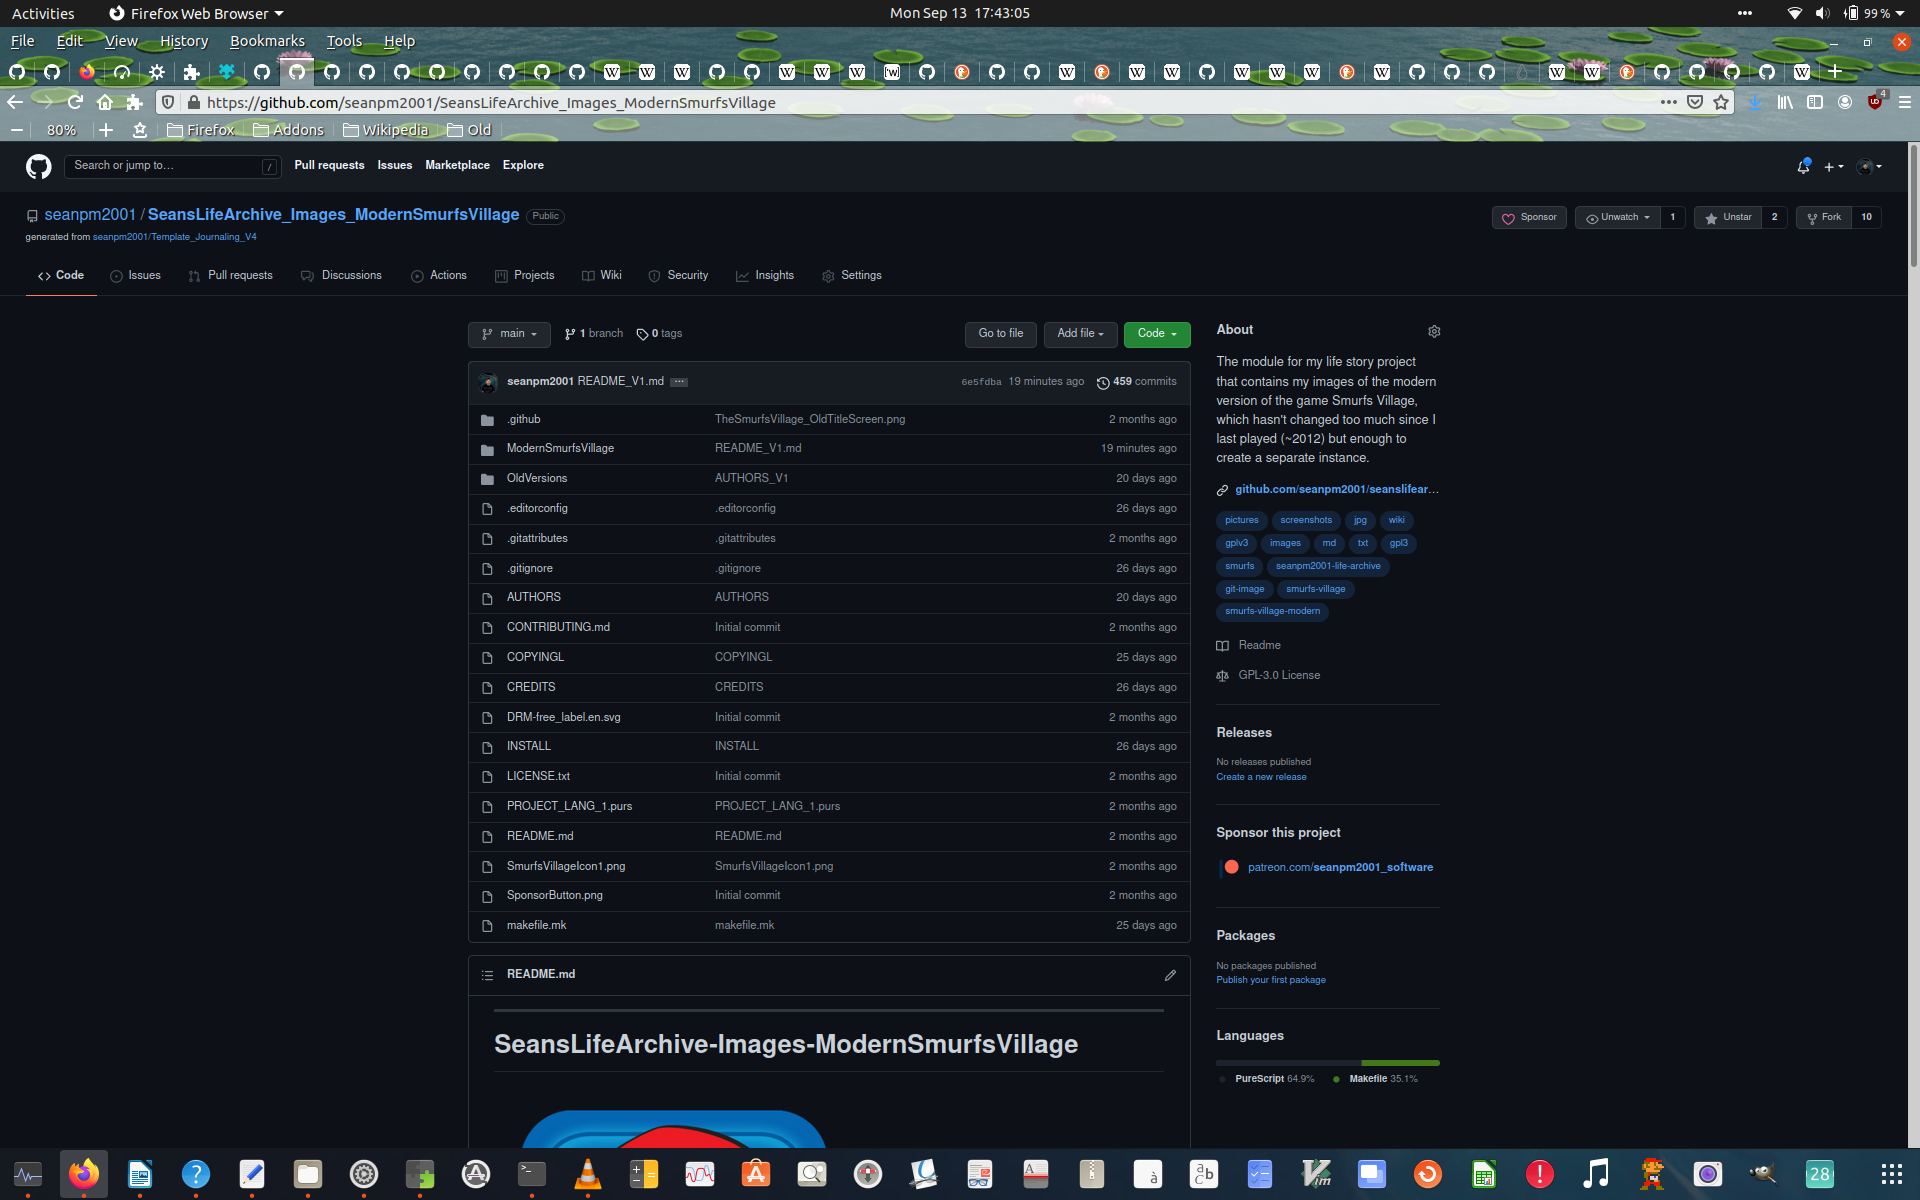 Activities
Firefox Web Browser
Mon Sep 13 17:43:05
99 %
File Edit View History Bookmarks Tools Help
https://github.com/seanpm2001/SeansLifeArchive_Images_ModernSmurfsVillage
4
80%
Firefox
Addons
Wikipedia
Old
Search or jump to…
/
Pull requests
Issues
Marketplace
Explore
seanpm2001 / SeansLifeArchive_Images_ModernSmurfsVillage
Public
generated from seanpm2001/Template_Journaling_V4
Sponsor
Unwatch 1
Unstar 2
Fork 10
Code
Issues
Pull requests
Discussions
Actions
Projects
Wiki
Security
Insights
Settings
main
1 branch
0 tags
Go to file
Add file
Code
seanpm2001 README_V1.md
6e5fdba 19 minutes ago
459 commits
.github TheSmurfsVillage_OldTitleScreen.png 2 months ago
ModernSmurfsVillage README_V1.md 19 minutes ago
OldVersions AUTHORS_V1 20 days ago
.editorconfig .editorconfig 26 days ago
.gitattributes .gitattributes 2 months ago
.gitignore .gitignore 26 days ago
AUTHORS AUTHORS 20 days ago
CONTRIBUTING.md Initial commit 2 months ago
COPYINGL COPYINGL 25 days ago
CREDITS CREDITS 26 days ago
DRM-free_label.en.svg Initial commit 2 months ago
INSTALL INSTALL 26 days ago
LICENSE.txt Initial commit 2 months ago
PROJECT_LANG_1.purs PROJECT_LANG_1.purs 2 months ago
README.md README.md 2 months ago
SmurfsVillageIcon1.png SmurfsVillageIcon1.png 2 months ago
SponsorButton.png Initial commit 2 months ago
makefile.mk makefile.mk 25 days ago
README.md
SeansLifeArchive-Images-ModernSmurfsVillage
About
The module for my life story project
that contains my images of the modern
version of the game Smurfs Village,
which hasn't changed too much since I
last played (~2012) but enough to
create a separate instance.
github.com/seanpm2001/seanslifear…
pictures screenshots jpg wiki
gplv3 images md txt gpl3
smurfs seanpm2001-life-archive
git-image smurfs-village
smurfs-village-modern
Readme
GPL-3.0 License
Releases
No releases published
Create a new release
Sponsor this project
patreon.com/seanpm2001_software
Packages
No packages published
Publish your first package
Languages
PureScript 64.9%
Makefile 35.1%
28